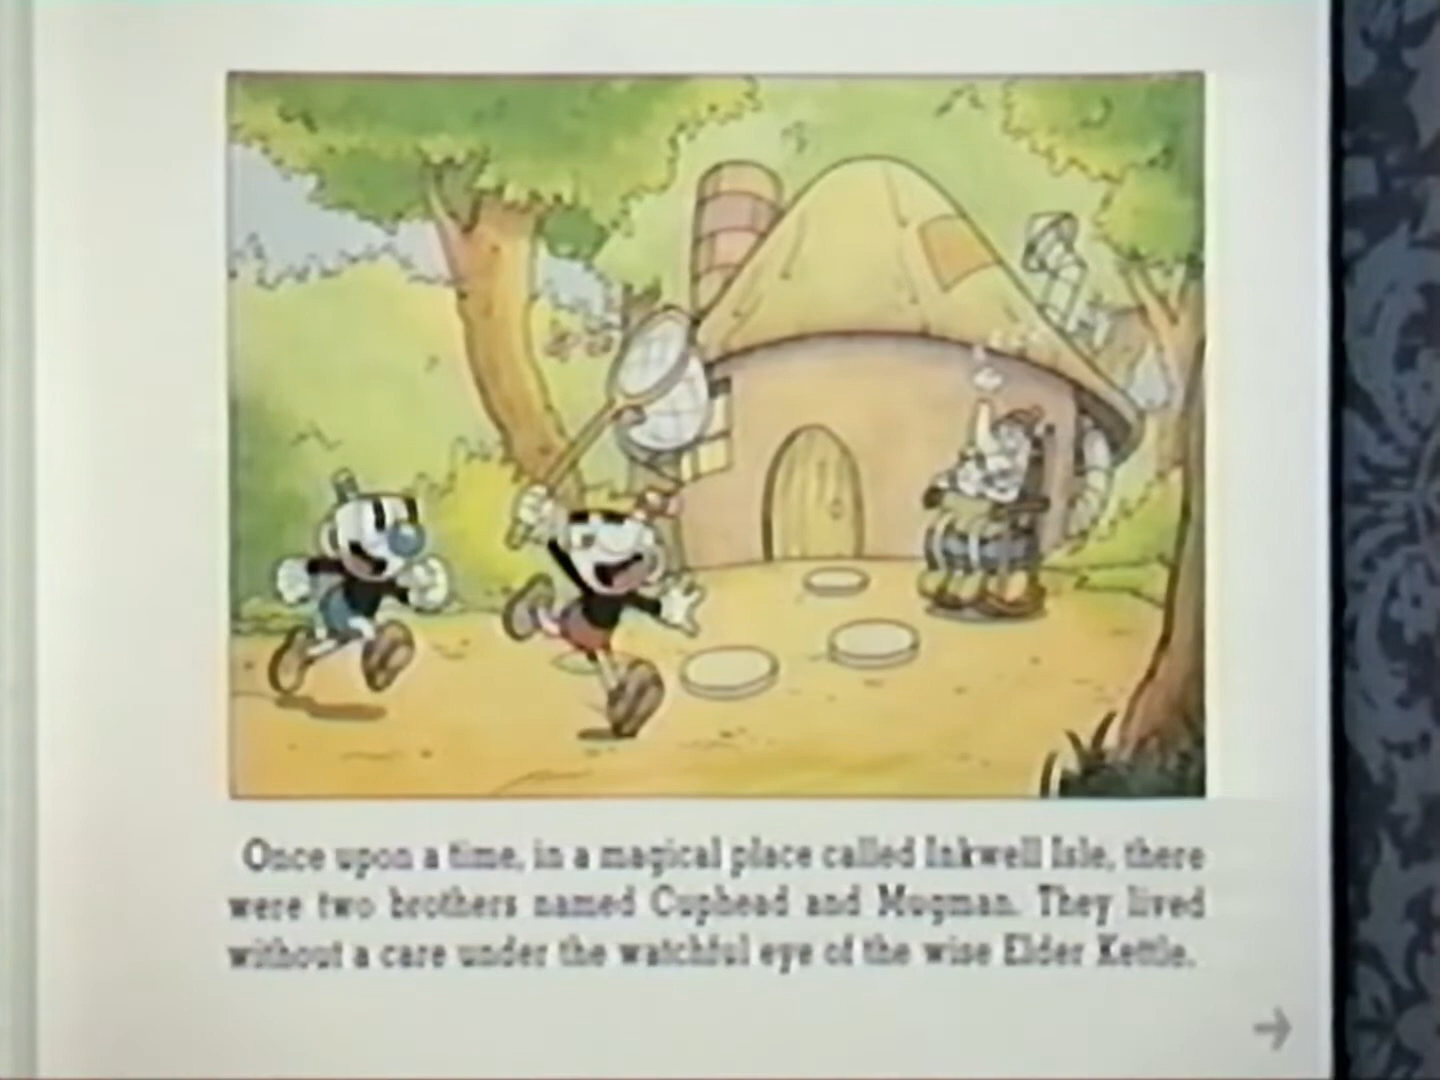 Once upon a time, in a magical place called Inkwell Isle, there
were two brothers named Cuphead and Mugman. They lived
without a care under the watchful eye of the wise Elder Kettle.